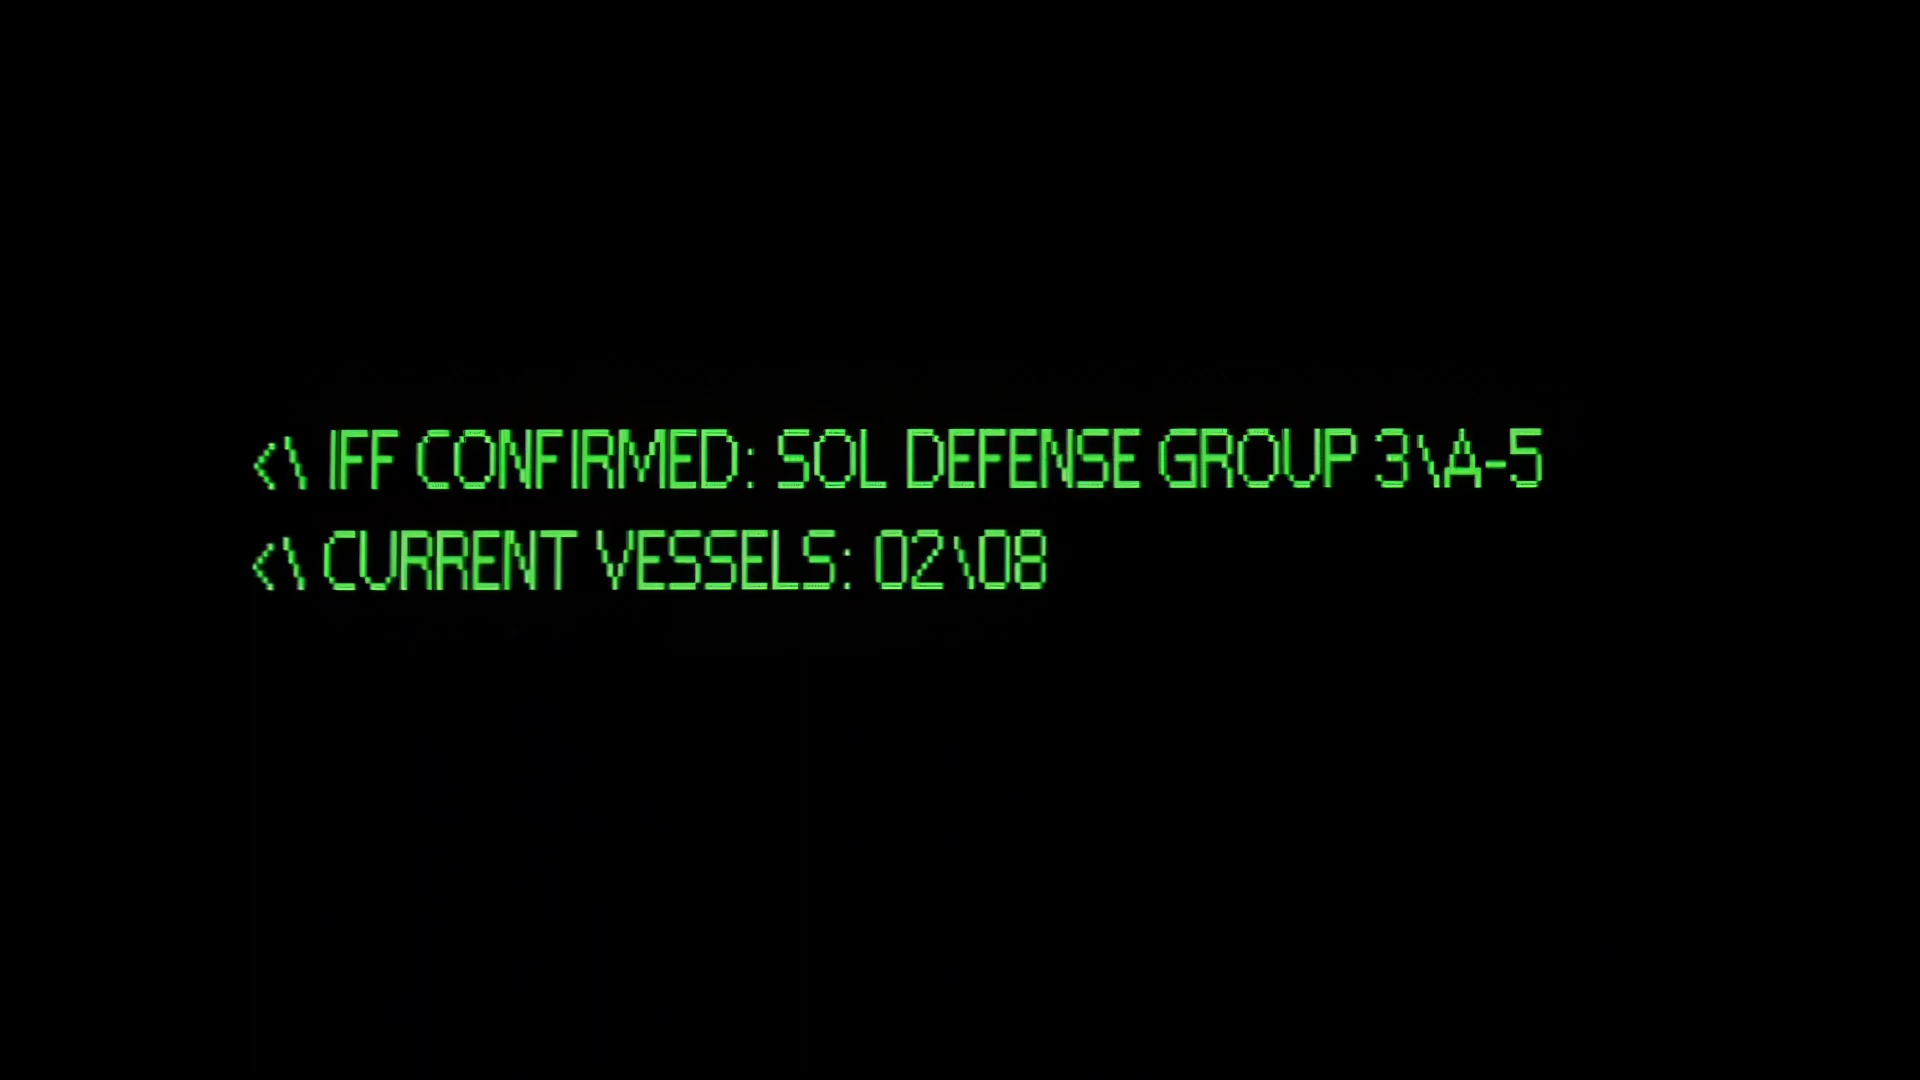 <\ IFF CONFIRMED: SOL DEFENSE GROUP 3\A-5
<\ CURRENT VESSELS: 02\08